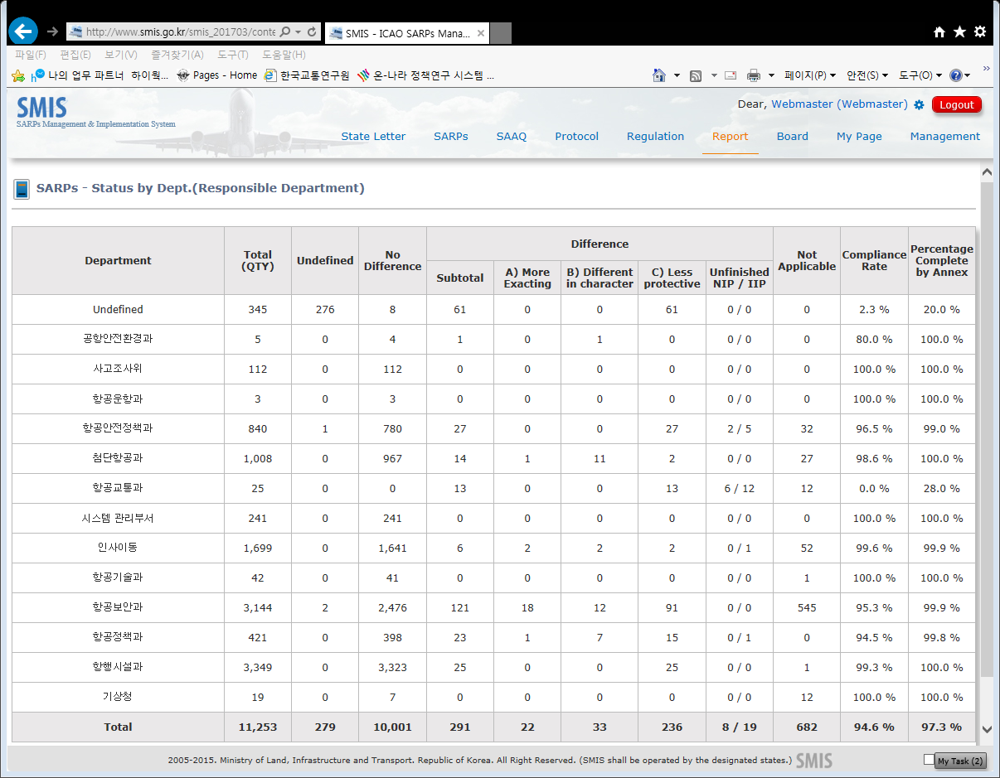 http://www.smis.go.kr/smis_201703/conte
SMIS - ICAO SARPs Mana...
파일(F) 편집(E) 보기(V) 즐겨찾기(A) 도구(T) 도움말(H)
나의 업무 파트너 하이웍... Pages - Home 한국교통연구원 온-나라 정책연구 시스템 ... 페이지(P) 안전(S) 도구(O)
SMIS
SARPs Management & Implementation System
Dear, Webmaster (Webmaster) Logout
State Letter SARPs SAAQ Protocol Regulation Report Board My Page Management
SARPs - Status by Dept.(Responsible Department)
Department Total (QTY) Undefined No Difference Difference Not Applicable Compliance Rate Percentage Complete by Annex
Subtotal A) More Exacting B) Different in character C) Less protective Unfinished NIP / IIP
Undefined 345 276 8 61 0 0 61 0 / 0 0 2.3 % 20.0 %
공항안전환경과 5 0 4 1 0 1 0 0 / 0 0 80.0 % 100.0 %
사고조사위 112 0 112 0 0 0 0 0 / 0 0 100.0 % 100.0 %
항공운항과 3 0 3 0 0 0 0 0 / 0 0 100.0 % 100.0 %
항공안전정책과 840 1 780 27 0 0 27 2 / 5 32 96.5 % 99.0 %
첨단항공과 1,008 0 967 14 1 11 2 0 / 0 27 98.6 % 100.0 %
항공교통과 25 0 0 13 0 0 13 6 / 12 12 0.0 % 28.0 %
시스템 관리부서 241 0 241 0 0 0 0 0 / 0 0 100.0 % 100.0 %
인사이동 1,699 0 1,641 6 2 2 2 0 / 1 52 99.6 % 99.9 %
항공기술과 42 0 41 0 0 0 0 0 / 0 1 100.0 % 100.0 %
항공보안과 3,144 2 2,476 121 18 12 91 0 / 0 545 95.3 % 99.9 %
항공정책과 421 0 398 23 1 7 15 0 / 1 0 94.5 % 99.8 %
항행시설과 3,349 0 3,323 25 0 0 25 0 / 0 1 99.3 % 100.0 %
기상청 19 0 7 0 0 0 0 0 / 0 12 100.0 % 100.0 %
Total 11,253 279 10,001 291 22 33 236 8 / 19 682 94.6 % 97.3 %
2005-2015. Ministry of Land, Infrastructure and Transport. Republic of Korea. All Right Reserved. (SMIS shall be operated by the designated states.) SMIS
My Task (2)